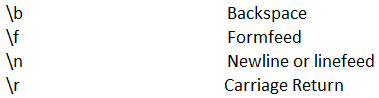 \b Backspace
\f Formfeed
\n Newline or linefeed
\r Carriage Return